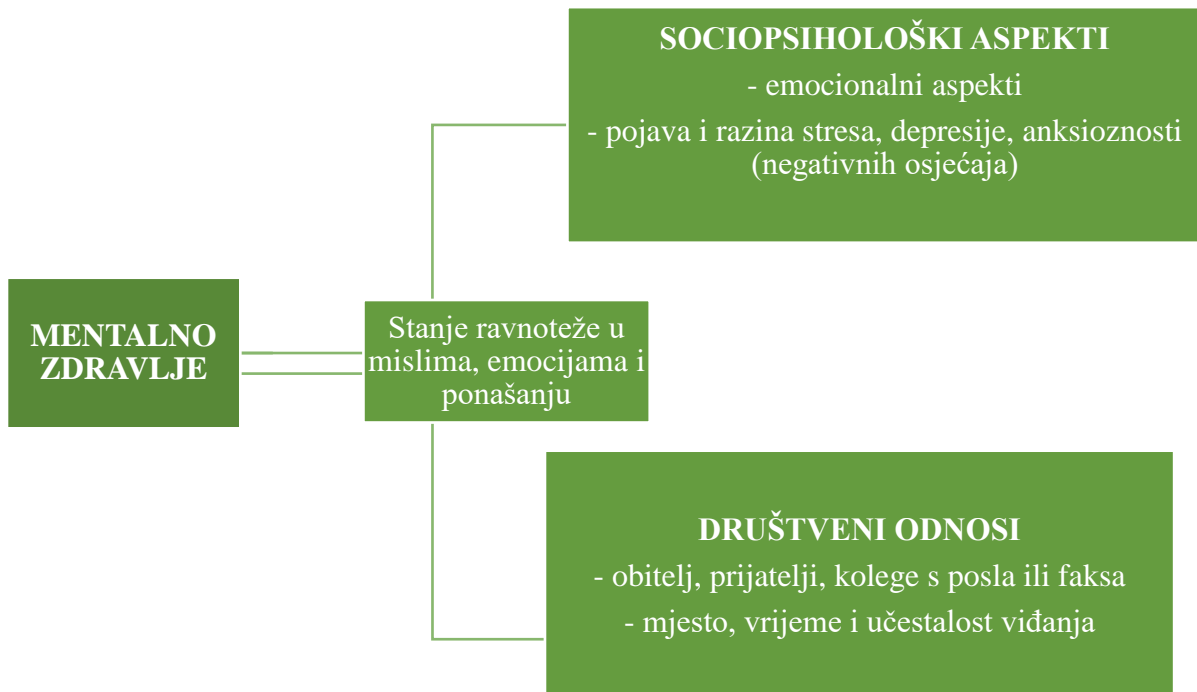 SOCIOPSIHOLOŠKI ASPEKTI
- emocionalni aspekti
- pojava i razina stresa, depresije, anksioznosti
(negativnih osjećaja)
MENTALNO
ZDRAVLJE
Stanje ravnoteže u
mislima, emocijama i
ponašanju
DRUŠTVENI ODNOSI
- obitelj, prijatelji, kolege s posla ili faksa
- mjesto, vrijeme i učestalost viđanja